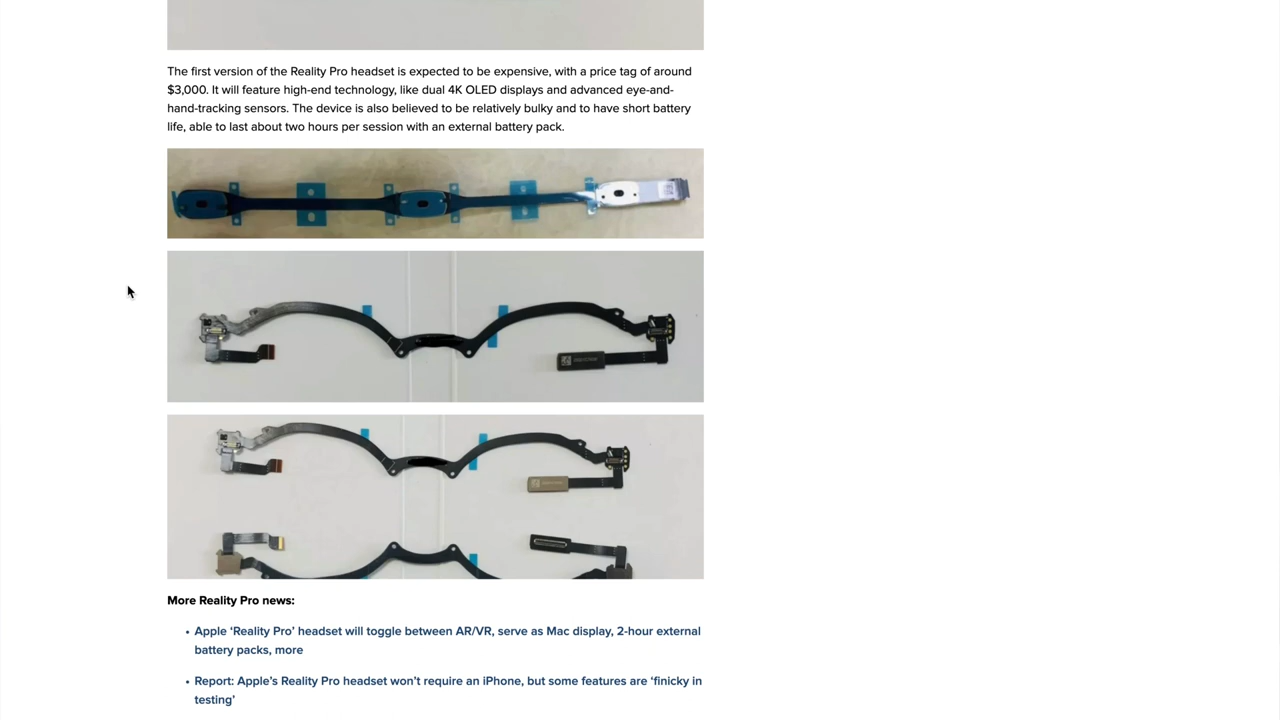 The first version of the Reality Pro headset is expected to be expensive, with a price tag of around
$3,000. It will feature high-end technology, like dual 4K OLED displays and advanced eye-and-
hand-tracking sensors. The device is also believed to be relatively bulky and to have short battery
life, able to last about two hours per session with an external battery pack.
More Reality Pro news:
• Apple ‘Reality Pro’ headset will toggle between AR/VR, serve as Mac display, 2-hour external
battery packs, more
• Report: Apple’s Reality Pro headset won’t require an iPhone, but some features are ‘finicky in
testing’